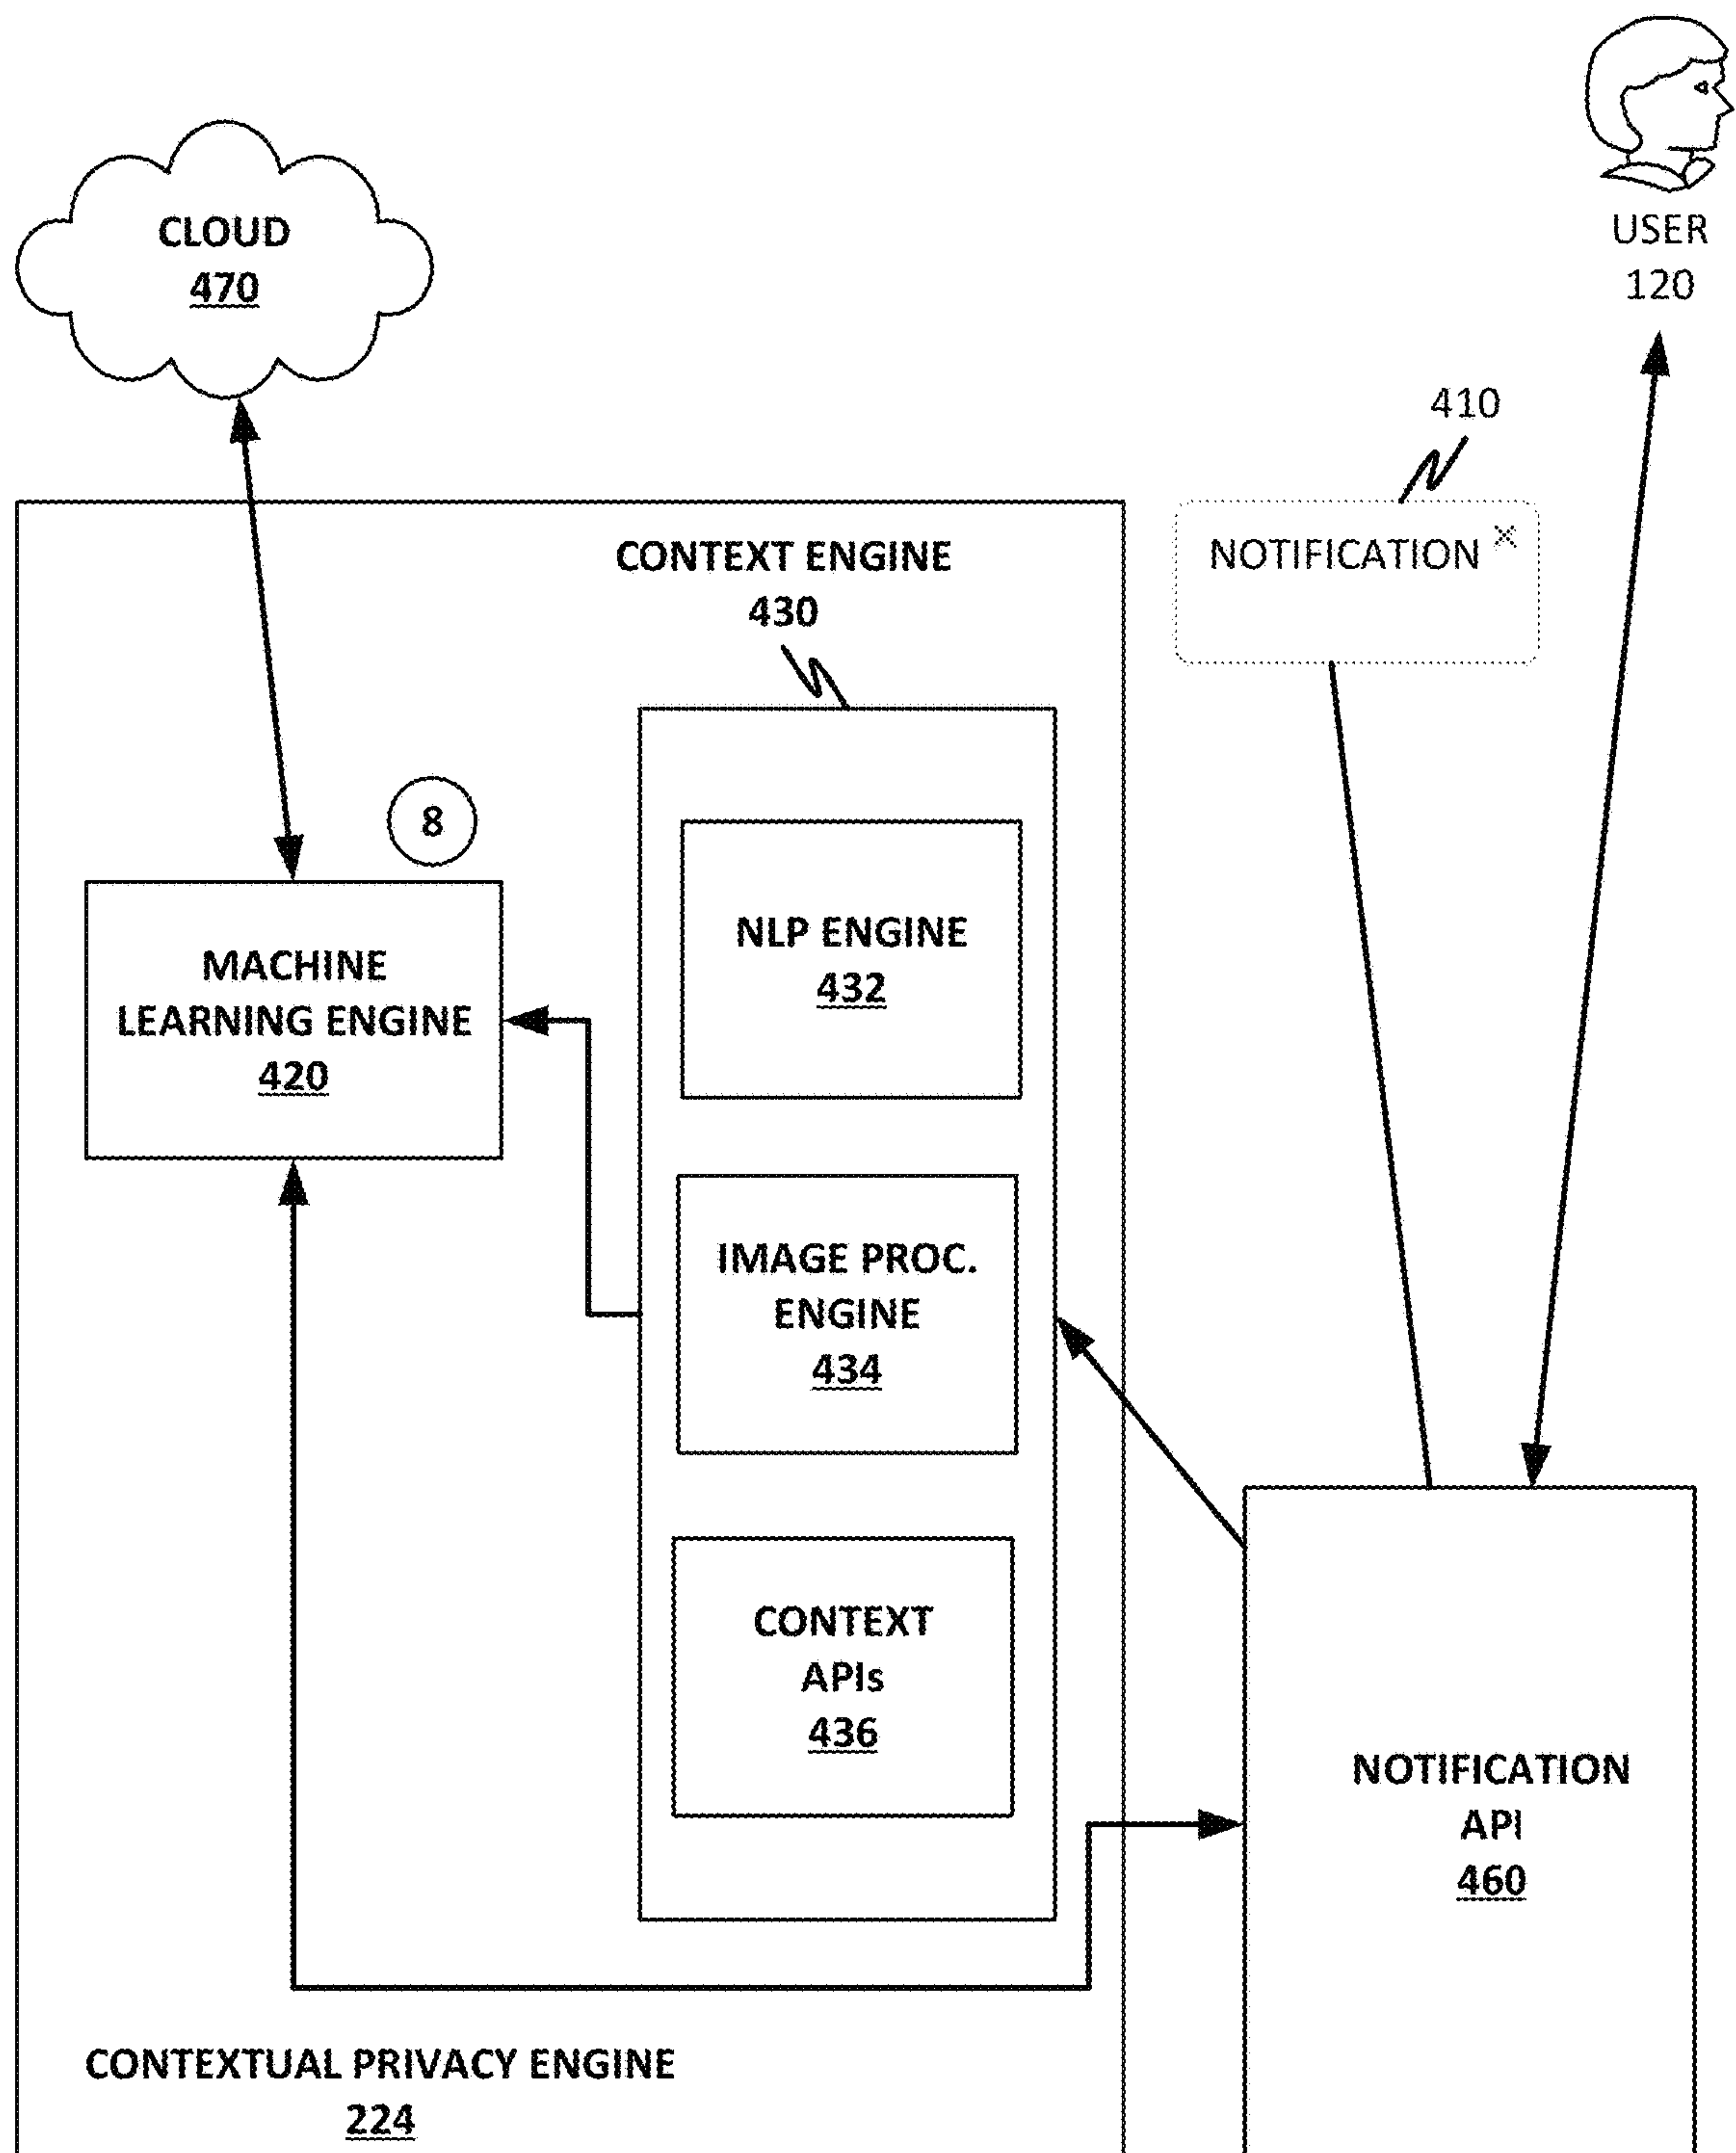 CLOUD
470
USER
120
410
NOTIFICATION
CONTEXT ENGINE
430
8
MACHINE
LEARNING ENGINE
420
NLP ENGINE
432
IMAGE PROC.
ENGINE
434
CONTEXT
APIs
436
NOTIFICATION
API
460
CONTEXTUAL PRIVACY ENGINE
224